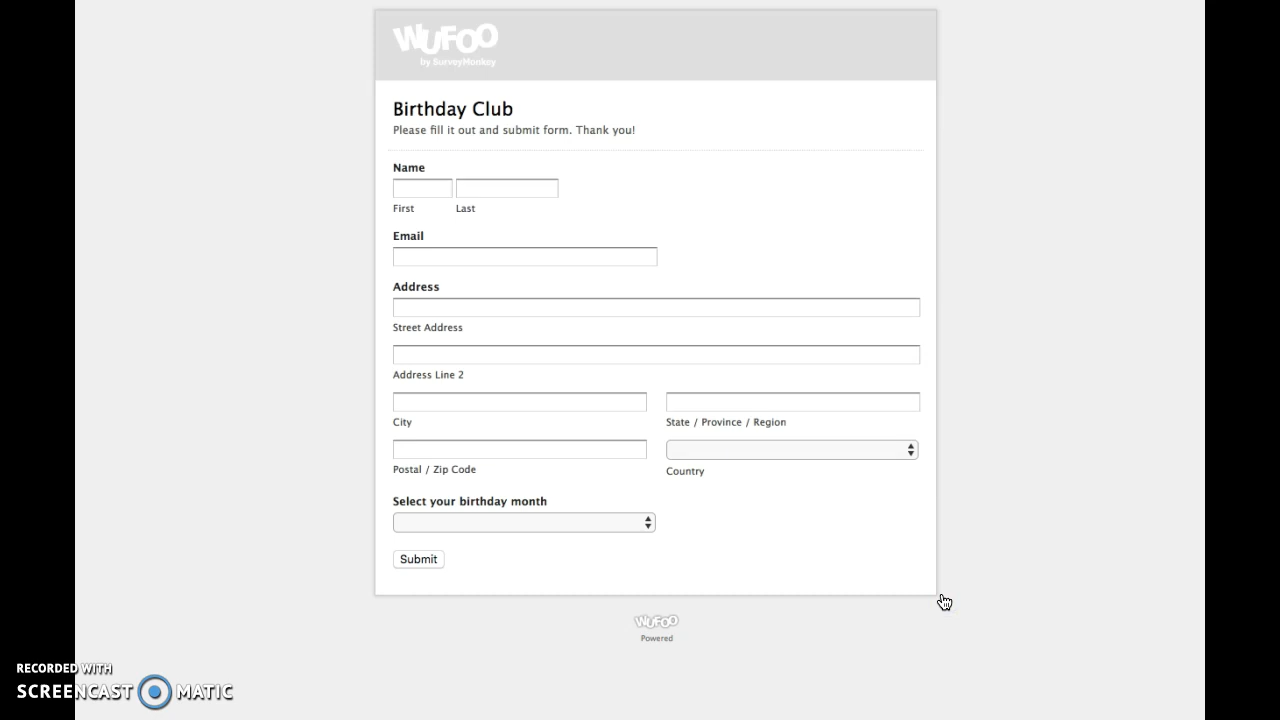 WUFOO
by SurveyMonkey
Birthday Club
Please fill it out and submit form. Thank you!
Name
First Last
Email
Address
Street Address
Address Line 2
City State / Province / Region
Postal / Zip Code Country
Select your birthday month
Submit
WUFOO
Powered
RECORDED WITH
SCREENCAST MATIC